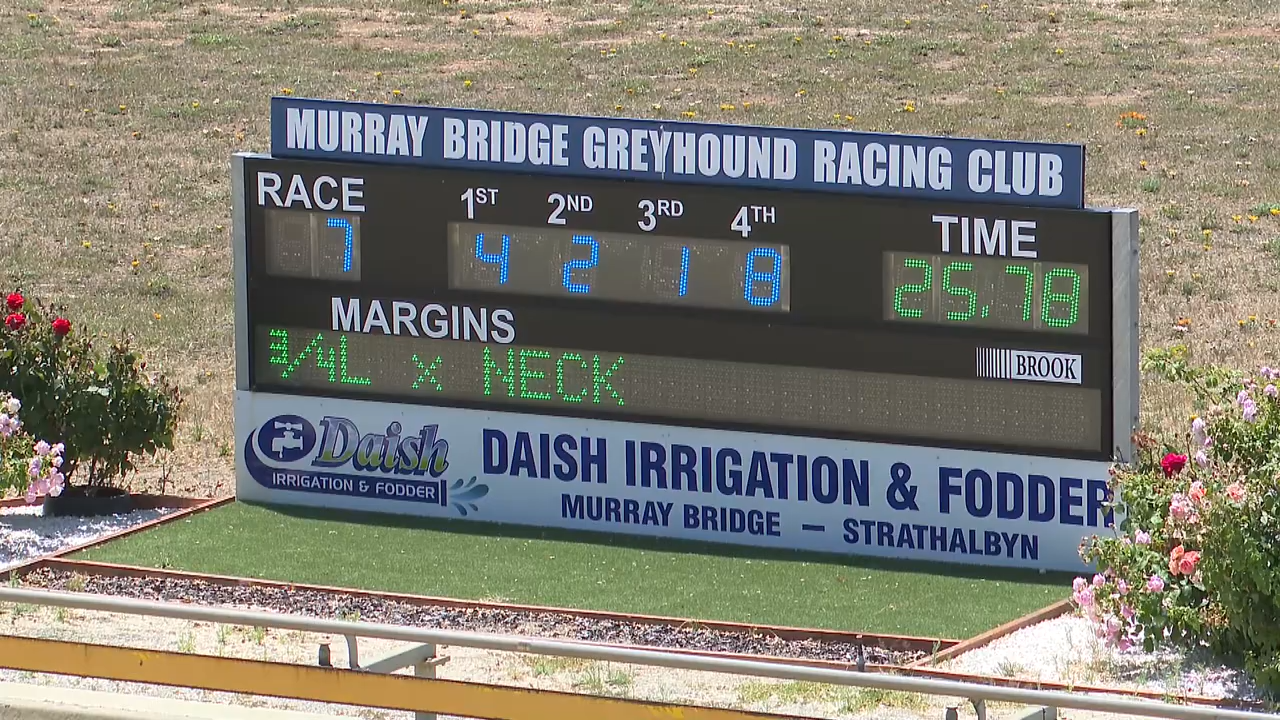 MURRAY BRIDGE GREYHOUND RACING CLUB
RACE 1ST 2ND 3RD 4TH TIME
7 4 2 1 8 25.78
MARGINS
3/4L x NECK
BROOK
Daish
IRRIGATION & FODDER
DAISH IRRIGATION & FODDER
MURRAY BRIDGE – STRATHALBYN